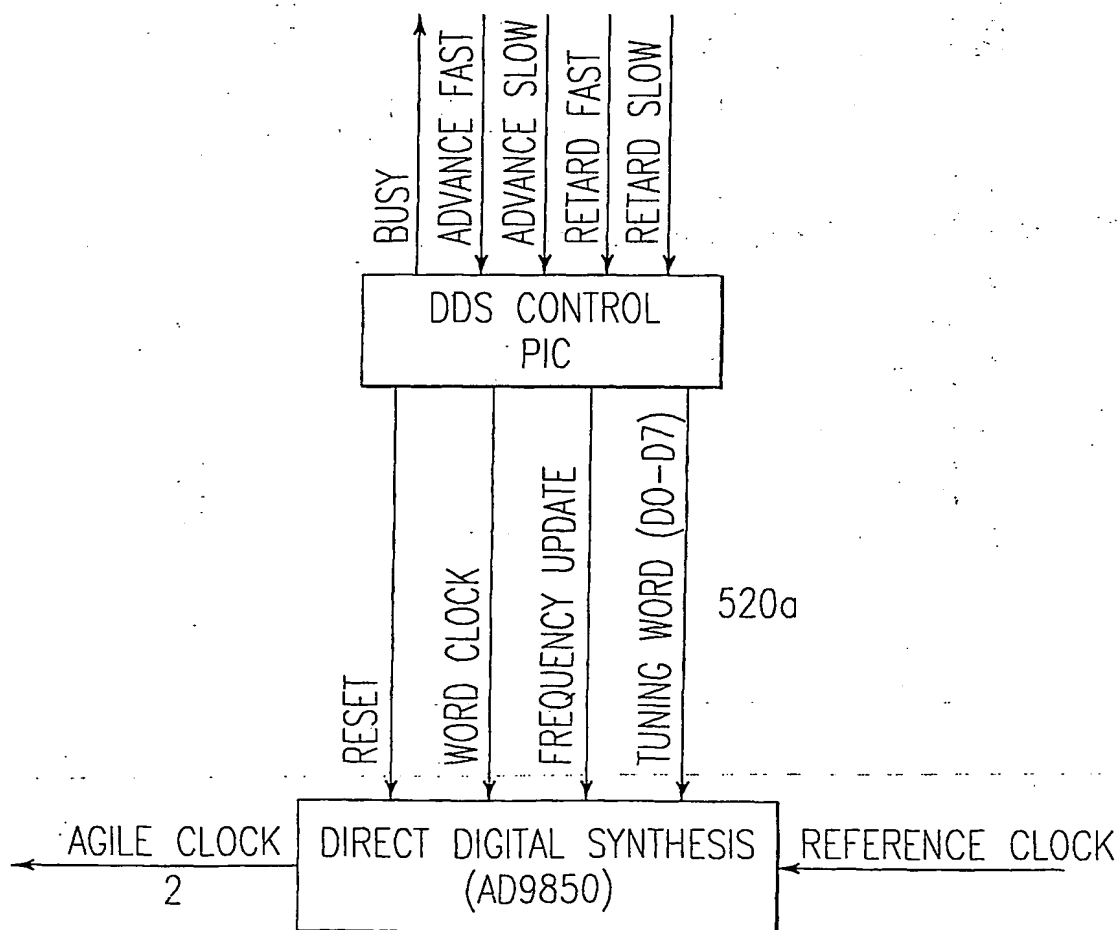 BUSY
ADVANCE FAST
ADVANCE SLOW
RETARD FAST
RETARD SLOW
DDS CONTROL
PIC
RESET
WORD CLOCK
FREQUENCY UPDATE
TUNING WORD (D0-D7)
520a
AGILE CLOCK
2
DIRECT DIGITAL SYNTHESIS
(AD9850)
REFERENCE CLOCK